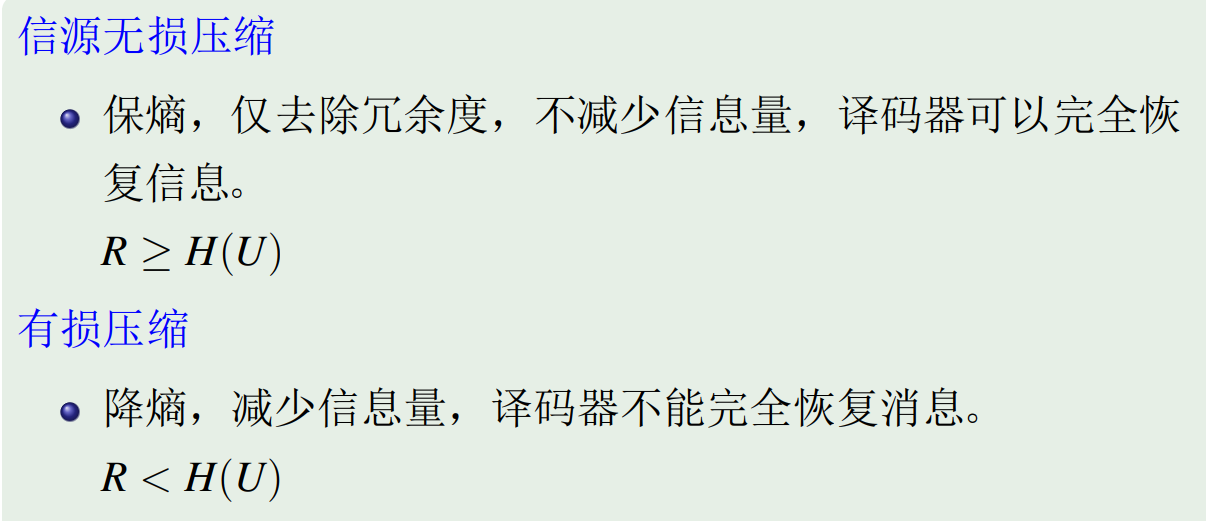 信源无损压缩
保熵，仅去除冗余度，不减少信息量，译码器可以完全恢
复信息。
R ≥ H(U)
有损压缩
降熵，减少信息量，译码器不能完全恢复消息。
R < H(U)